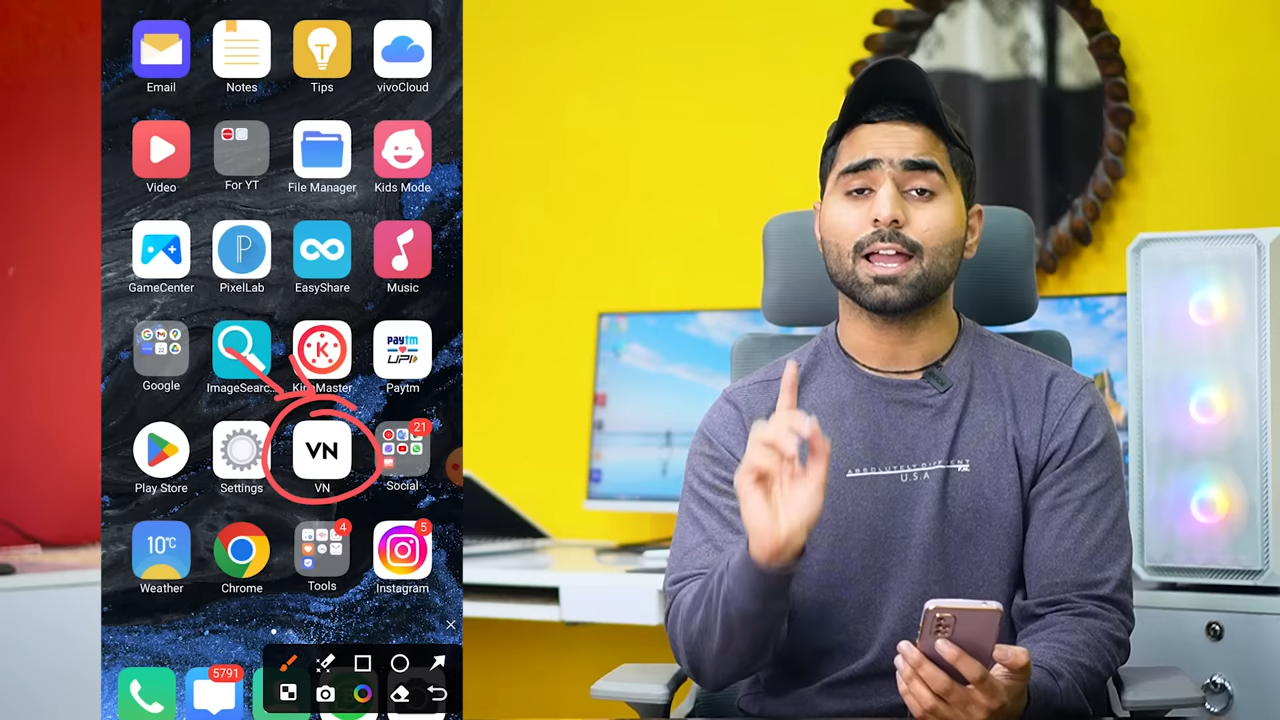 T
Email
Notes
Tips
vivoCloud
Video
For YT
File Manager
Kids Mode
P
GameCenter
PixelLab
EasyShare
Music
K
paytm
UPI
Google
ImageSearc...
KineMaster
Paytm
VN
21
Play Store
Settings
VN
Social
10°C
4
5
Weather
Chrome
Tools
Instagram
5791
ABSOLUTELY DIFFERENT
U.S.A